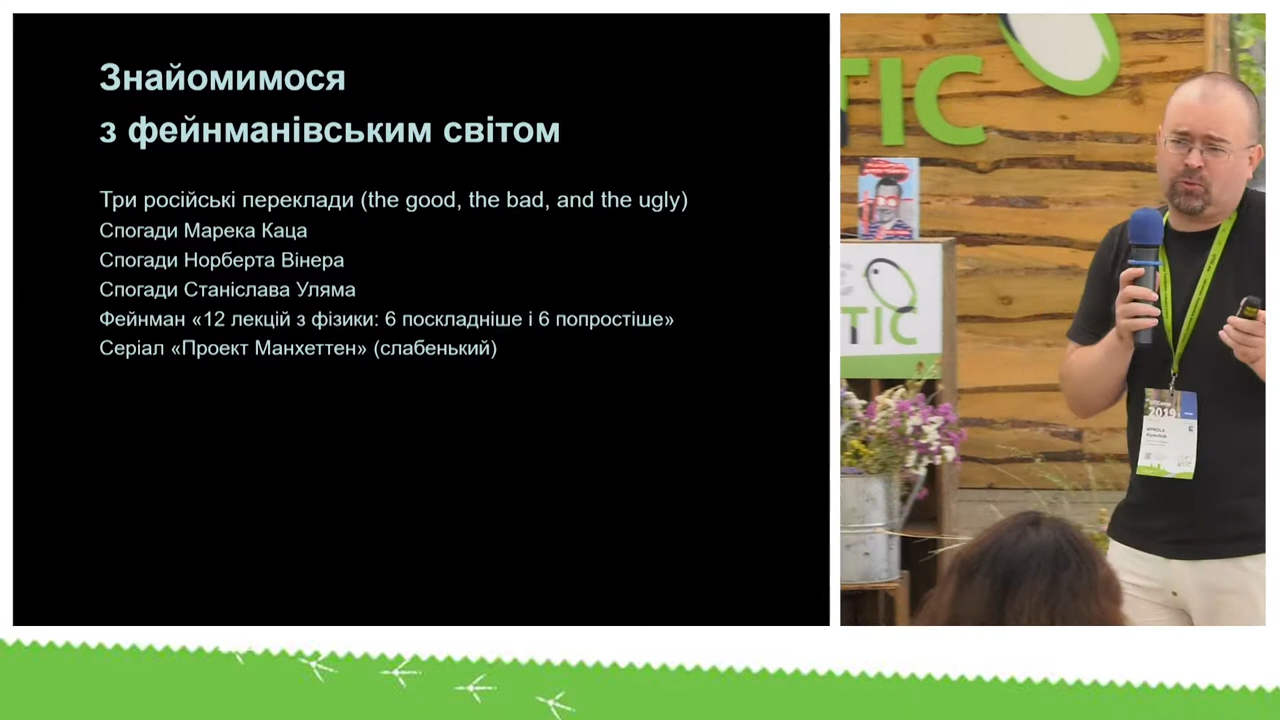 Знайомимося
з фейнманівським світом
Три російські переклади (the good, the bad, and the ugly)
Спогади Марека Каца
Спогади Норберта Вінера
Спогади Станіслава Уляма
Фейнман «12 лекцій з фізики: 6 поскладніше і 6 попростіше»
Серіал «Проект Манхеттен» (слабенький)
TIC
TIC
2019